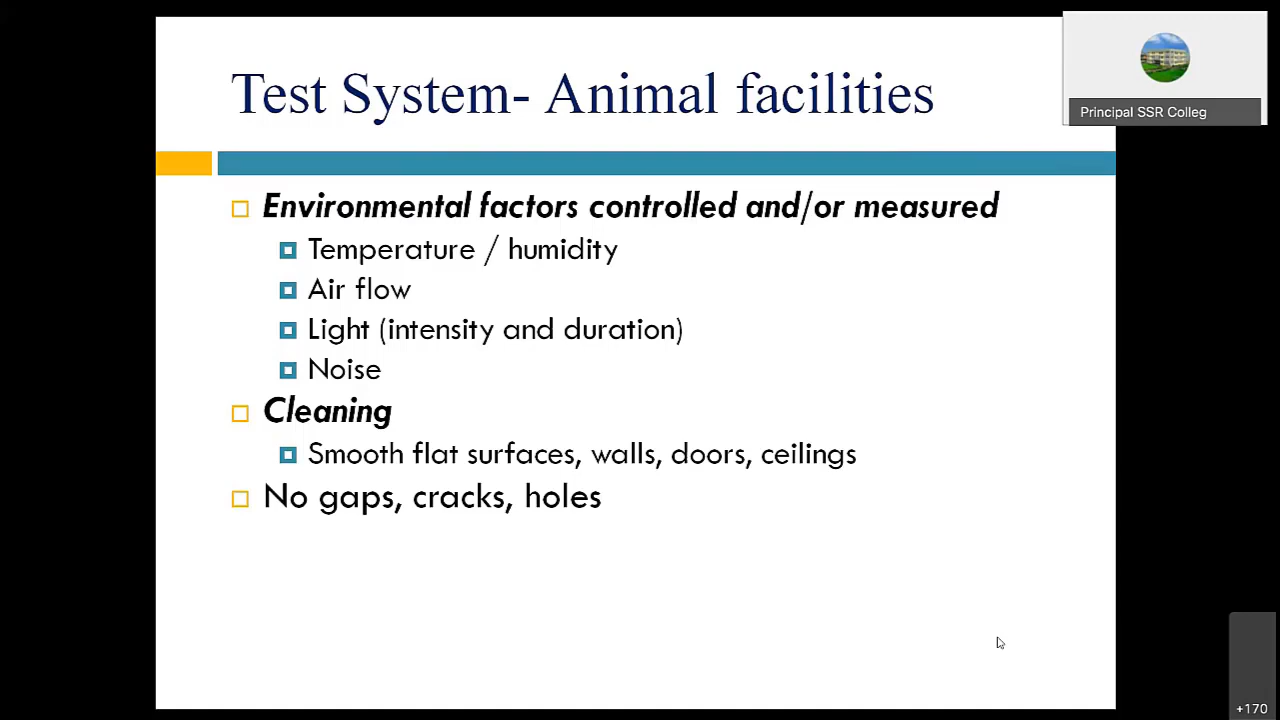 Test System- Animal facilities
Principal SSR Colleg
Environmental factors controlled and/or measured
Temperature / humidity
Air flow
Light (intensity and duration)
Noise
Cleaning
Smooth flat surfaces, walls, doors, ceilings
No gaps, cracks, holes
+170